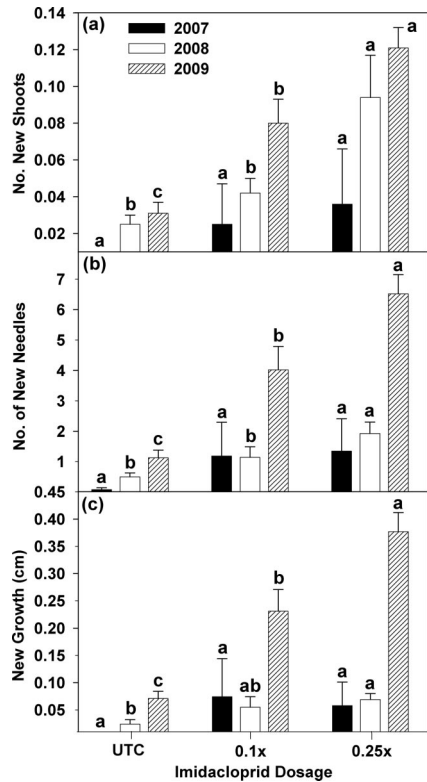 0.14
(a)
2007
2008
2009
a
a
0.12
0.10
b
0.08
No. New Shoots
0.06
a
a
b
0.04
b
c
0.02
a
(b)
a
7
6
5
b
No. of New Needles
4
3
a
a
a
2
c
b
b
1
a
0.45
(c)
a
0.40
0.35
0.30
b
New Growth (cm)
0.25
0.20
0.15
a
a
0.10
c
ab
a
b
0.05
a
UTC
0.1x
0.25x
Imidacloprid Dosage